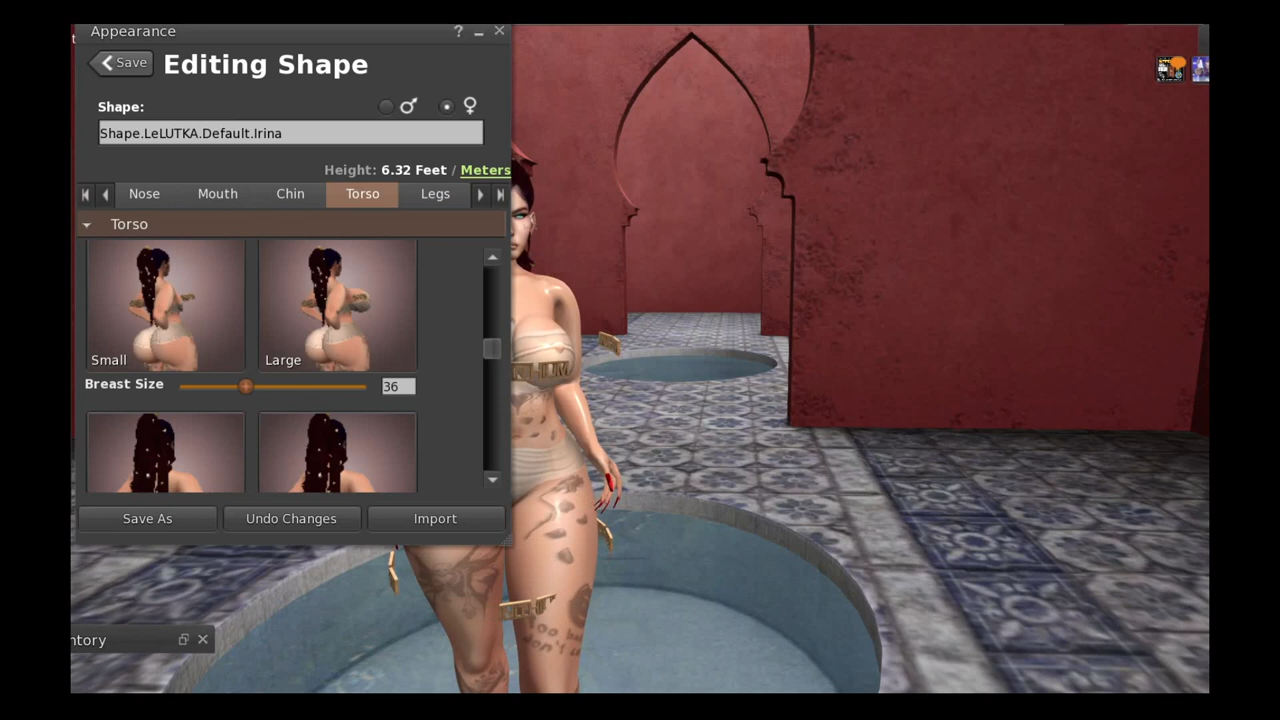 Appearance
Save
Editing Shape
Shape:
Shape.LeLUTKA.Default.Irina
Height: 6.32 Feet / Meters
Nose Mouth Chin Torso Legs
Torso
Small Large
Breast Size 36
Save As Undo Changes Import
ntory